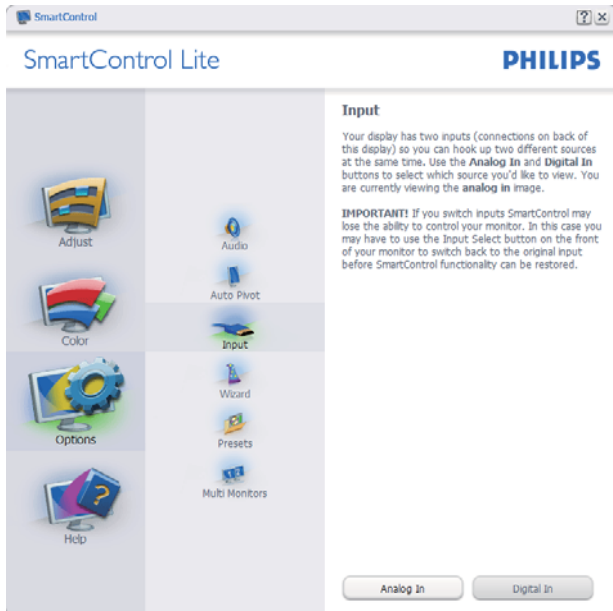 SmartControl
SmartControl Lite
PHILIPS
Adjust
Color
Options
Help
Audio
Auto Pivot
Input
Wizard
Presets
Multi Monitors
Input
Your display has two inputs (connections on back of
this display) so you can hook up two different sources
at the same time. Use the Analog In and Digital In
buttons to select which source you'd like to view. You
are currently viewing the analog in image.
IMPORTANT! If you switch inputs SmartControl may
lose the ability to control your monitor. In this case you
may have to use the Input Select button on the front
of your monitor to switch back to the original input
before SmartControl functionality can be restored.
Analog In
Digital In